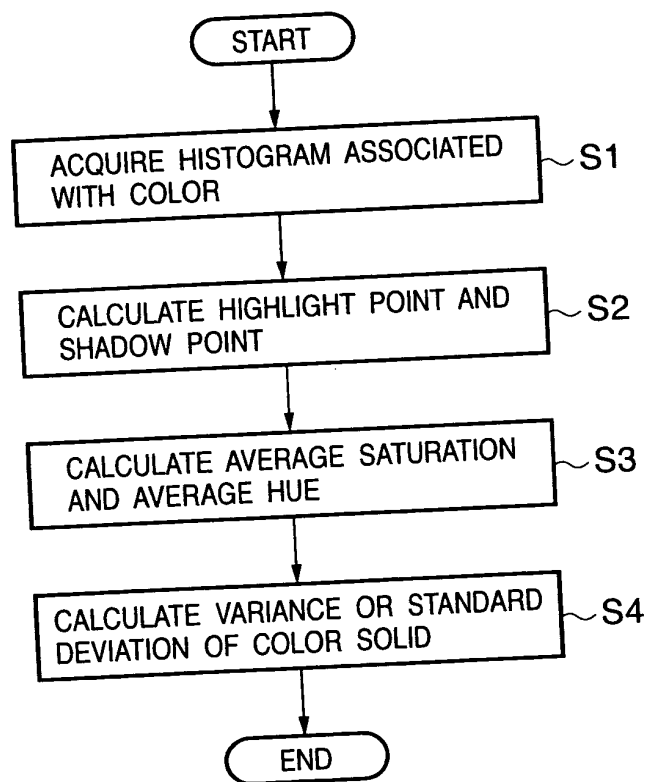 START
ACQUIRE HISTOGRAM ASSOCIATED
WITH COLOR
S1
CALCULATE HIGHLIGHT POINT AND
SHADOW POINT
S2
CALCULATE AVERAGE SATURATION
AND AVERAGE HUE
S3
CALCULATE VARIANCE OR STANDARD
DEVIATION OF COLOR SOLID
S4
END